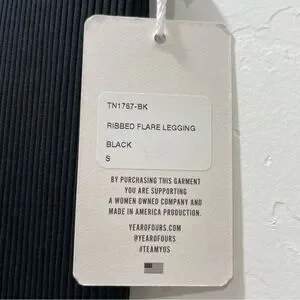 TN1767-BK
RIBBED FLARE LEGGING
BLACK
S
BY PURCHASING THIS GARMENT
YOU ARE SUPPORTING
A WOMEN OWNED COMPANY AND
MADE IN AMERICA PRODUCTION.
YEAROFOURS.COM
@YEAROFOURS
#TEAMYOS